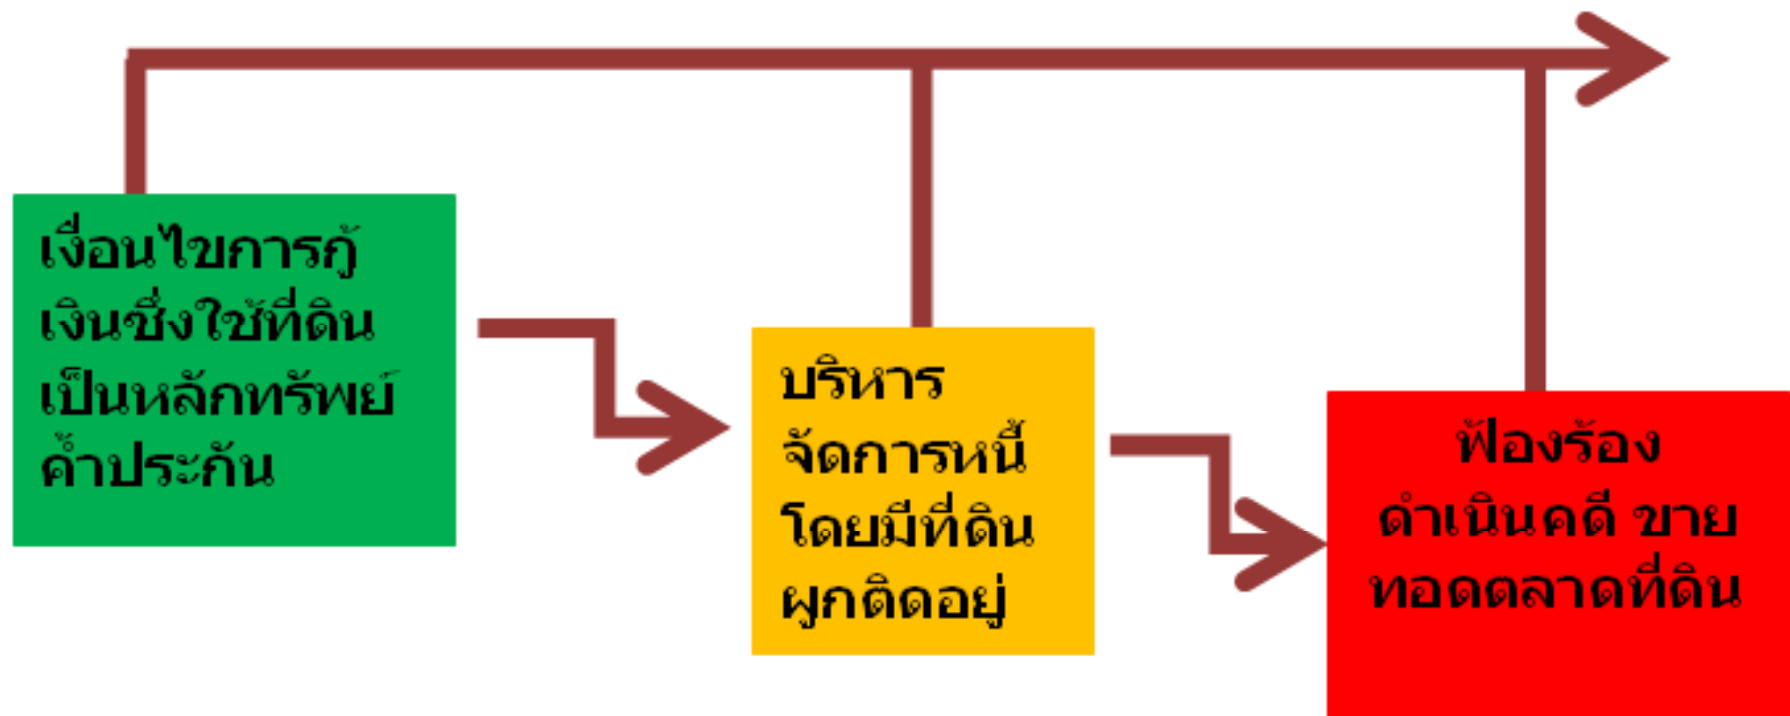 เงื่อนไขการกู้
เงินซึ่งใช้ที่ดิน
เป็นหลักทรัพย์
ค้ำประกัน
บริหาร
จัดการหนี้
โดยมีที่ดิน
ผูกติดอยู่
ฟ้องร้อง
ดำเนินคดี ขาย
ทอดตลาดที่ดิน